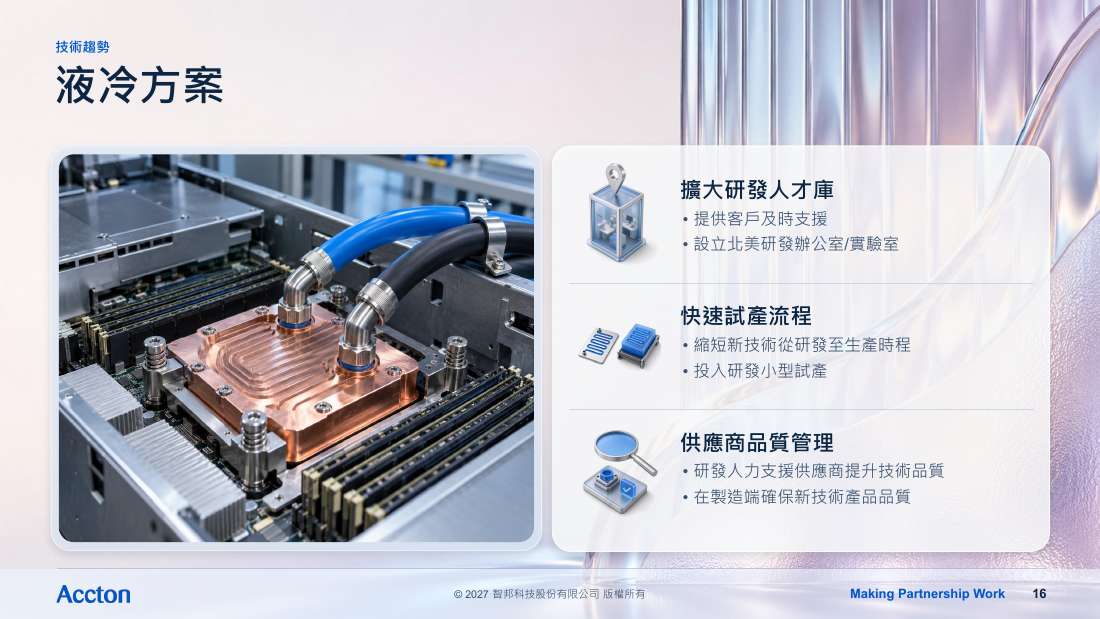 技術趨勢
液冷方案
擴大研發人才庫
• 提供客戶及時支援
• 設立北美研發辦公室/實驗室
快速試產流程
• 縮短新技術從研發至生產時程
• 投入研發小型試產
供應商品質管理
• 研發人力支援供應商提升技術品質
• 在製造端確保新技術產品品質
Accton
© 2027 智邦科技股份有限公司 版權所有
Making Partnership Work
16